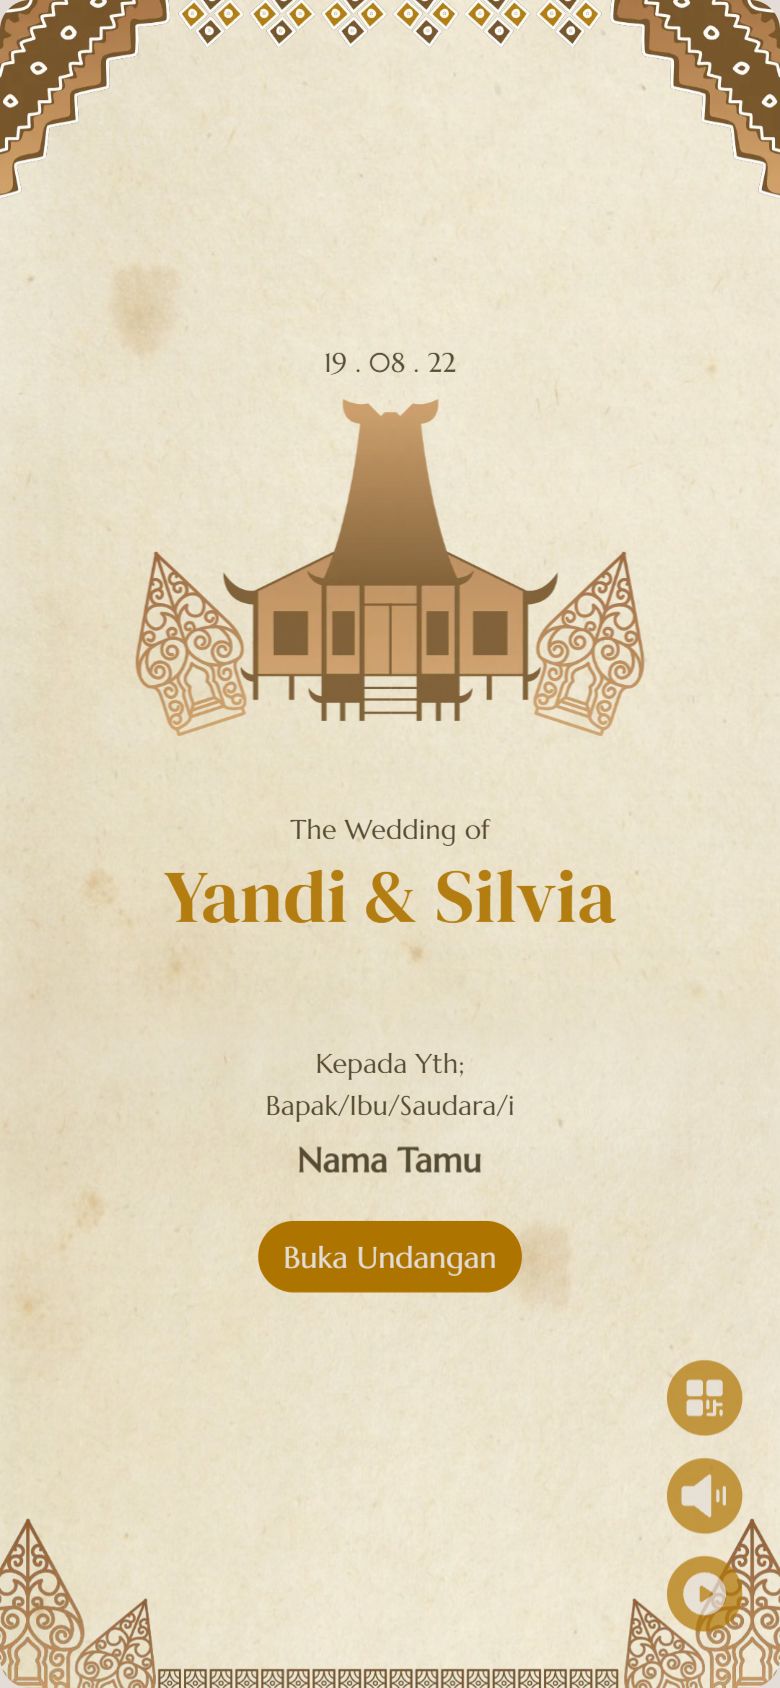 19 . 08 . 22
The Wedding of
Yandi & Silvia
Kepada Yth;
Bapak/Ibu/Saudara/i
Nama Tamu
Buka Undangan